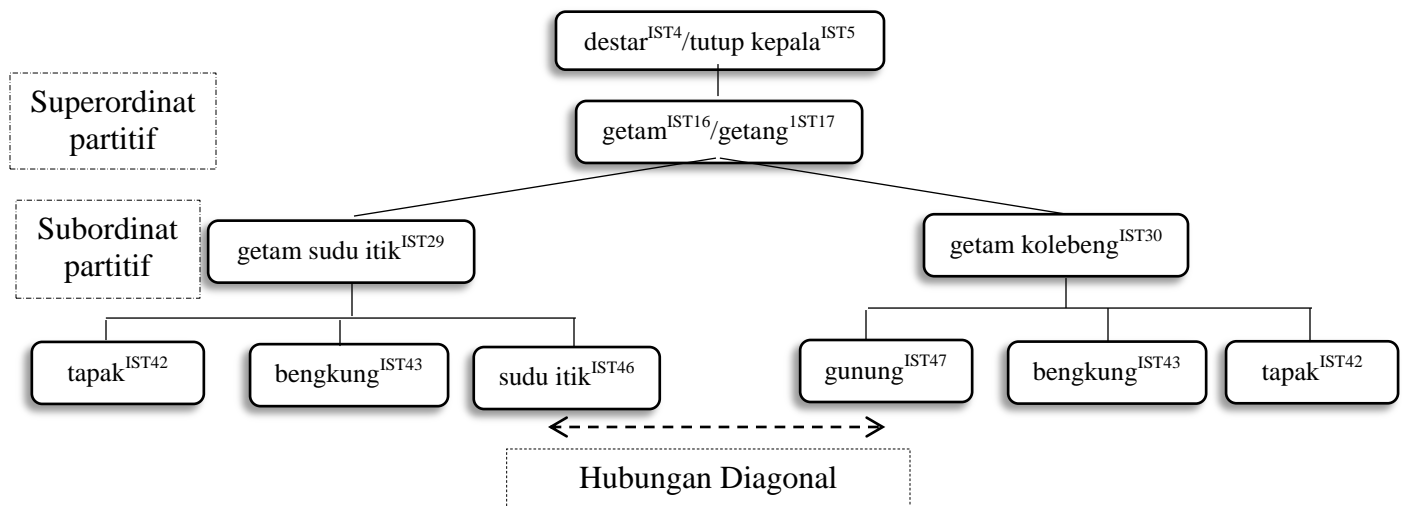 destarIST4/tutup kepalaIST5
Superordinat
partitif
getamIST16/getang1ST17
Subordinat
partitif
getam sudu itikIST29
getam kolebengIST30
tapakIST42
bengkungIST43
sudu itikIST46
gunungIST47
bengkungIST43
tapakIST42
Hubungan Diagonal